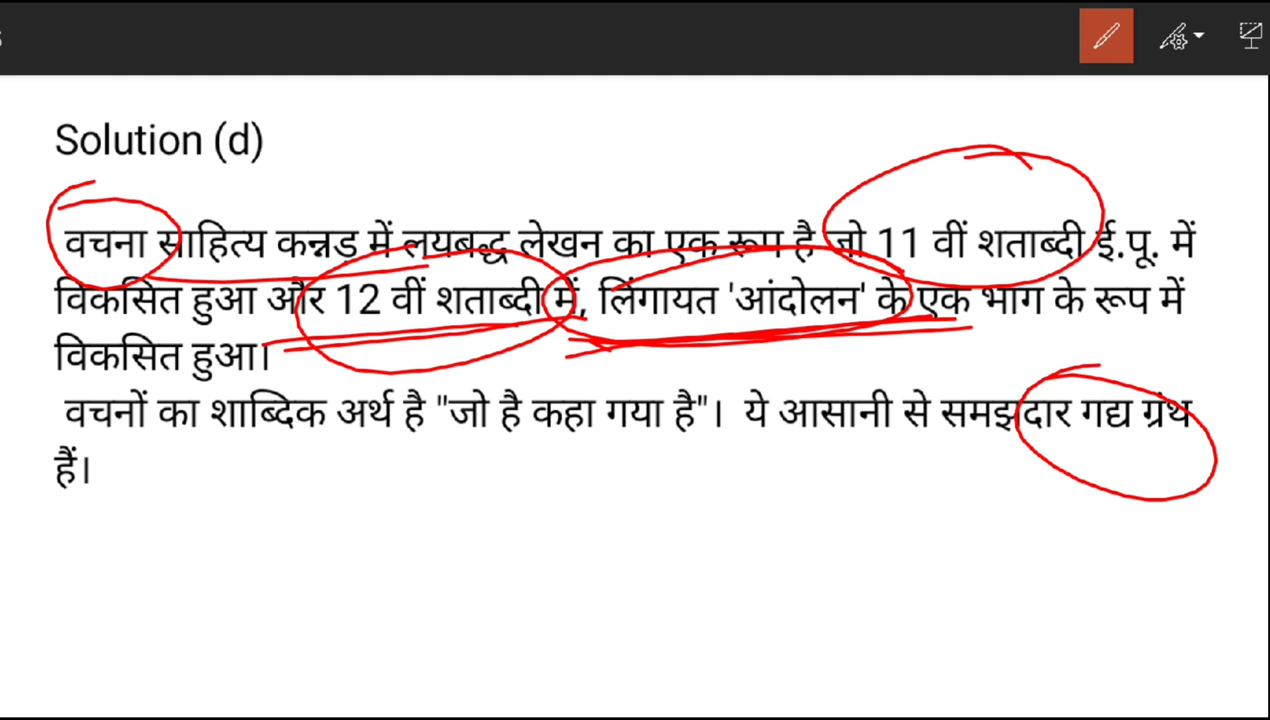 Solution (d)
वचना साहित्य कन्नड में लयबद्ध लेखन का एक रूप है जो 11 वीं शताब्दी ई.पू. में
विकसित हुआ और 12 वीं शताब्दी में, लिंगायत 'आंदोलन' के एक भाग के रूप में
विकसित हुआ।
वचनों का शाब्दिक अर्थ है "जो है कहा गया है"। ये आसानी से समझदार गद्य ग्रंथ
हैं।